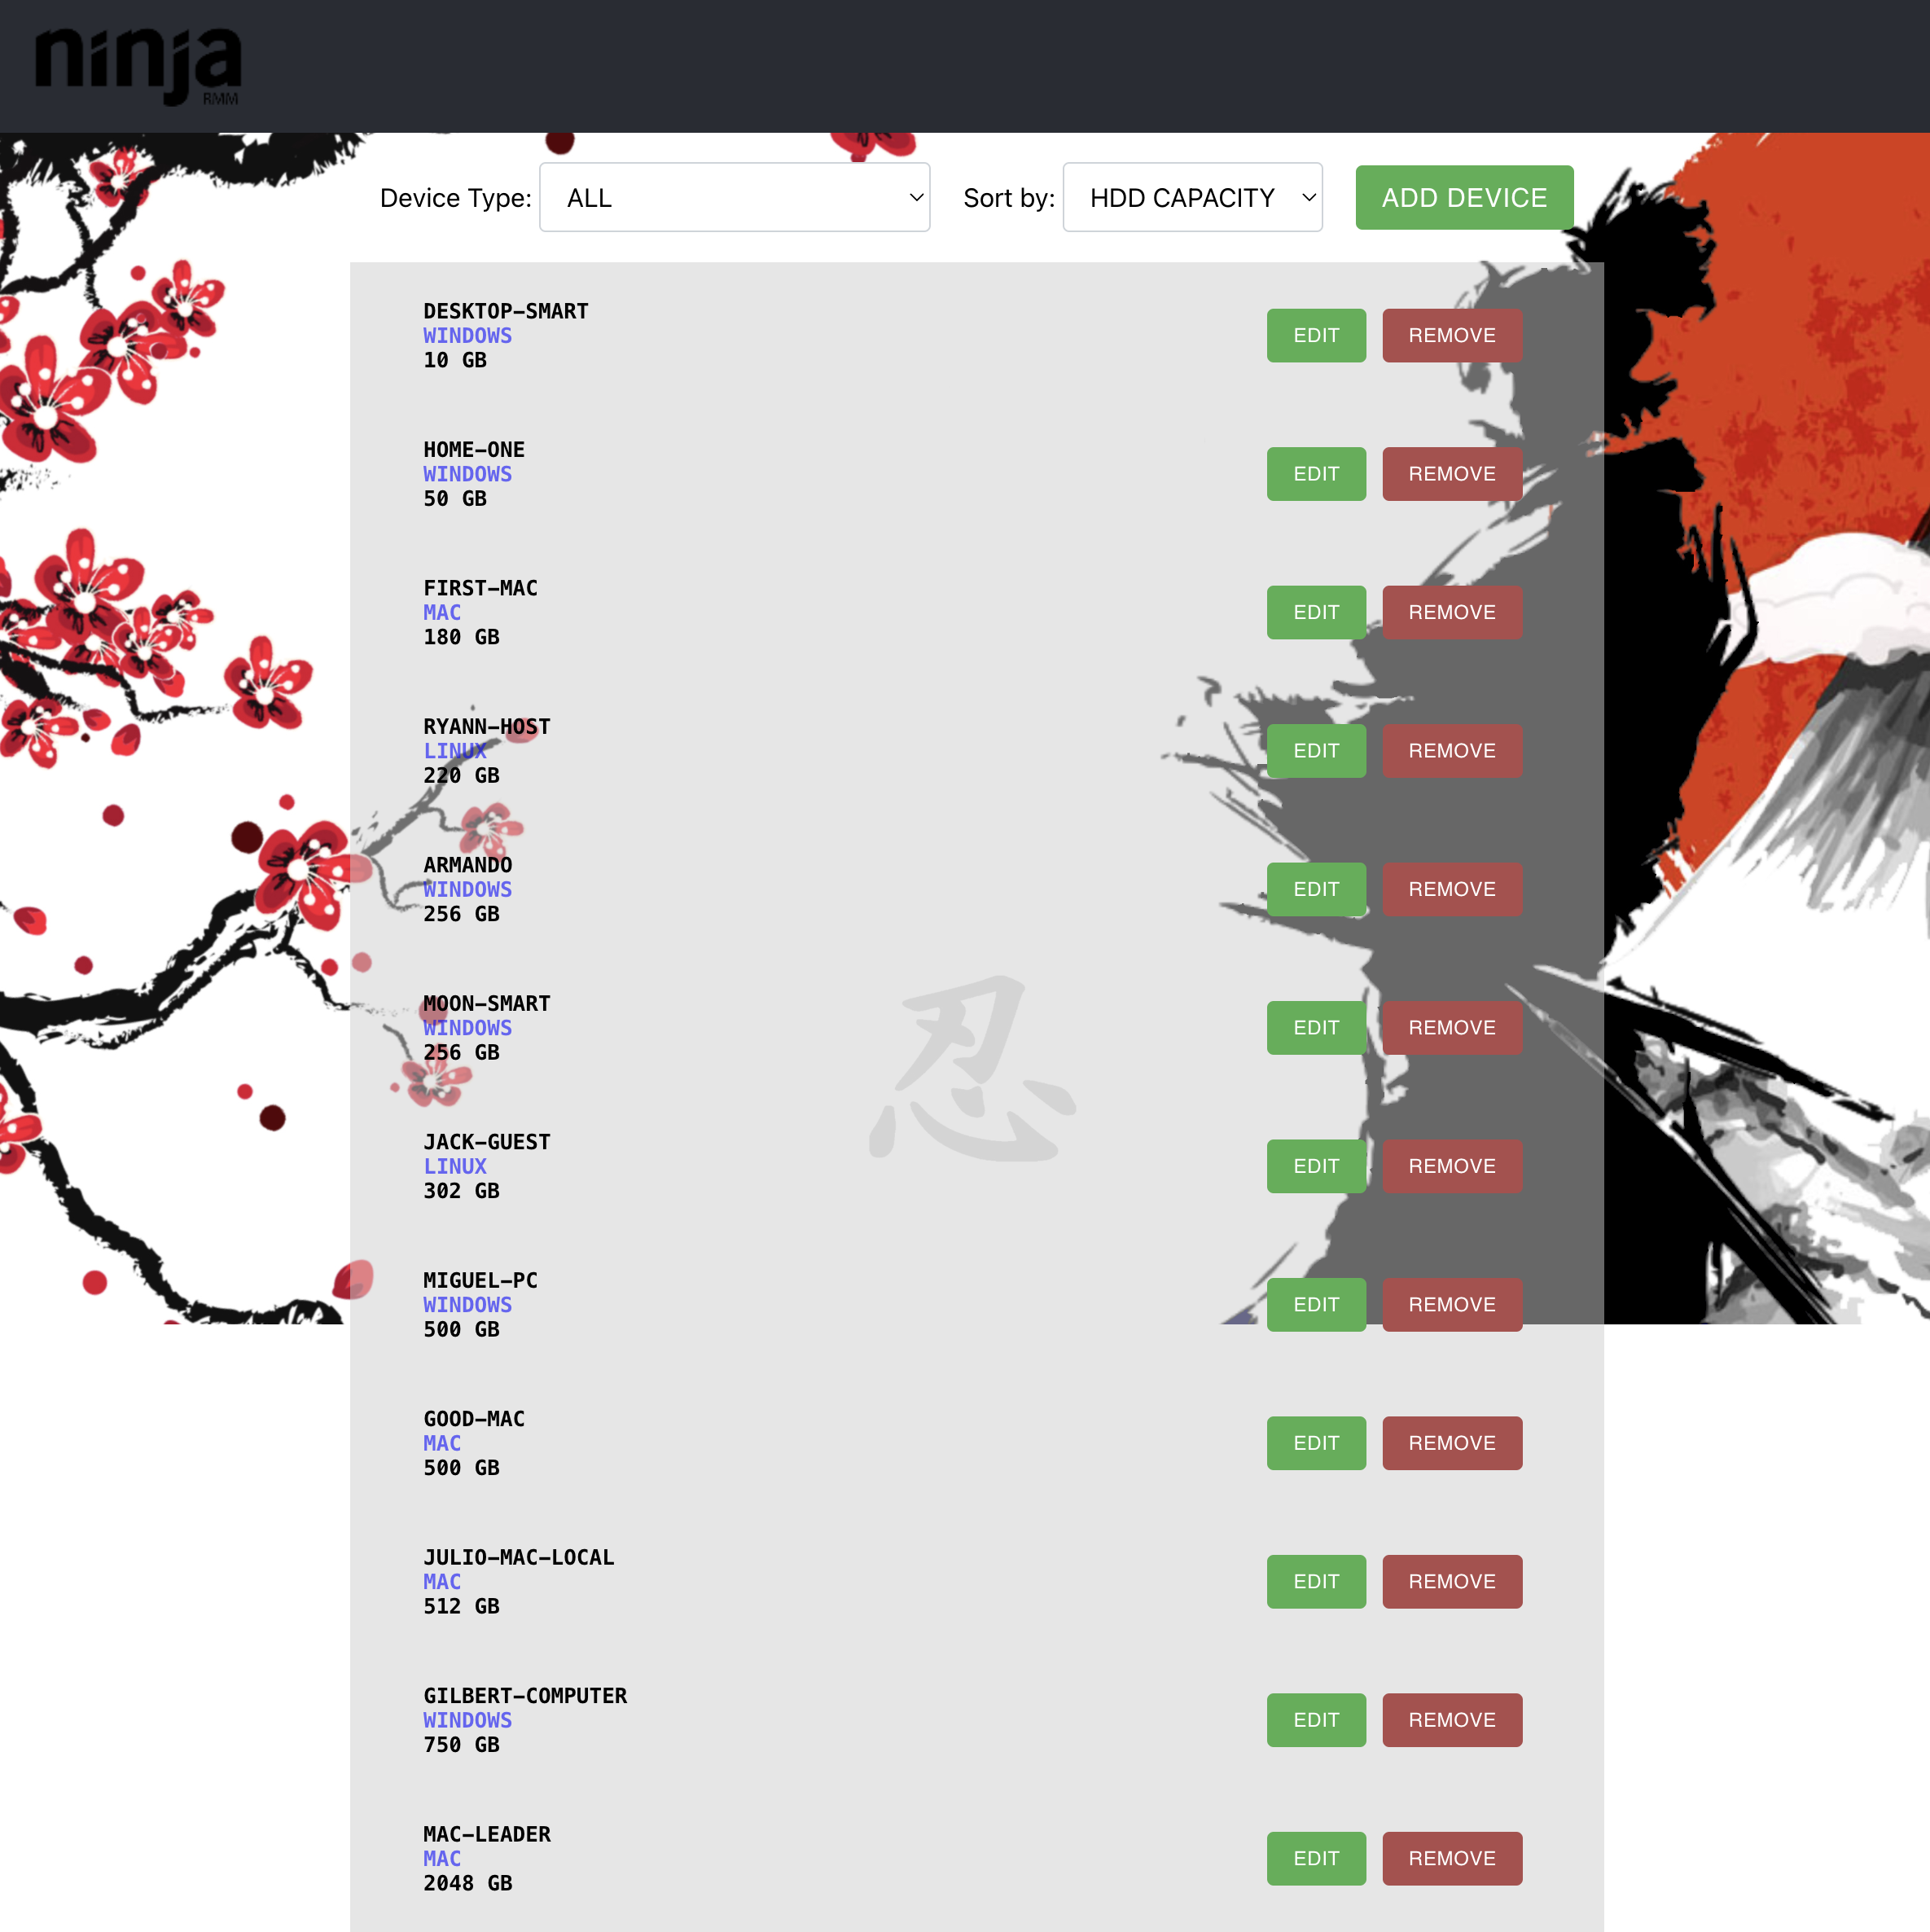 ninja
RMM
Device Type: ALL Sort by: HDD CAPACITY ADD DEVICE
DESKTOP-SMART
WINDOWS
10 GB
EDIT REMOVE
HOME-ONE
WINDOWS
50 GB
EDIT REMOVE
FIRST-MAC
MAC
180 GB
EDIT REMOVE
RYANN-HOST
LINUX
220 GB
EDIT REMOVE
ARMANDO
WINDOWS
256 GB
EDIT REMOVE
MOON-SMART
WINDOWS
256 GB
EDIT REMOVE
忍
JACK-GUEST
LINUX
302 GB
EDIT REMOVE
MIGUEL-PC
WINDOWS
500 GB
EDIT REMOVE
GOOD-MAC
MAC
500 GB
EDIT REMOVE
JULIO-MAC-LOCAL
MAC
512 GB
EDIT REMOVE
GILBERT-COMPUTER
WINDOWS
750 GB
EDIT REMOVE
MAC-LEADER
MAC
2048 GB
EDIT REMOVE